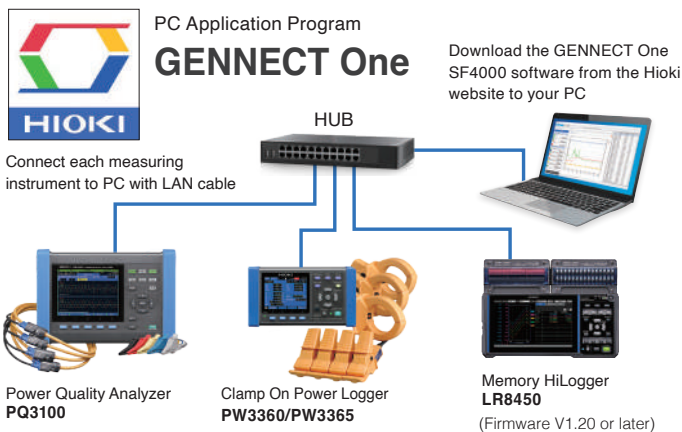 PC Application Program
GENNECT One
HIOKI
Download the GENNECT One
SF4000 software from the Hioki
website to your PC
HUB
Connect each measuring
instrument to PC with LAN cable
HIOKI
Power Quality Analyzer
PQ3100
Clamp On Power Logger
PW3360/PW3365
Memory HiLogger
LR8450
(Firmware V1.20 or later)